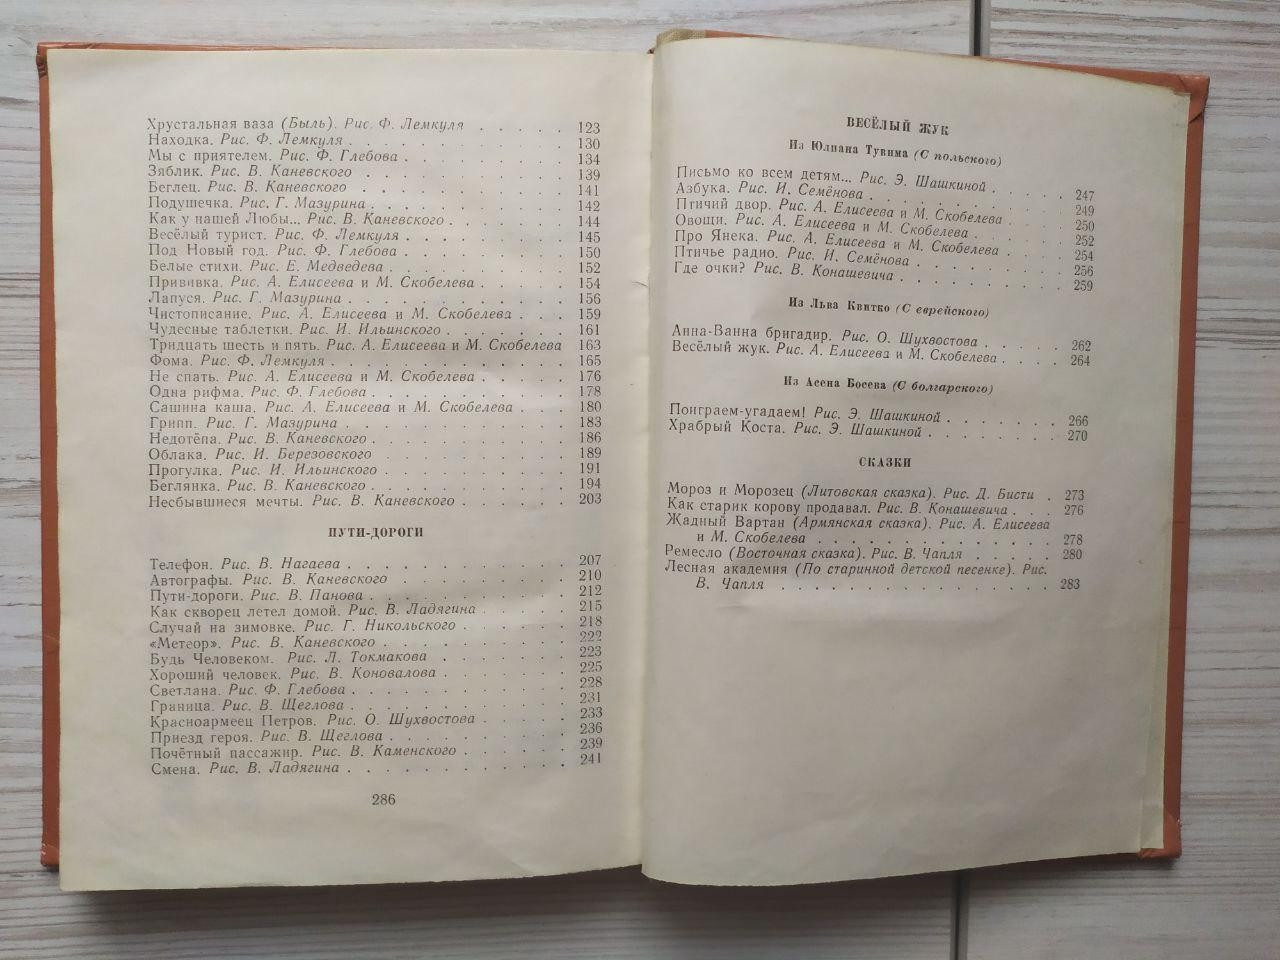 Хрустальная ваза (Быль). Рис. Ф. Лемкуля . . . . . 123
Находка. Рис. Ф. Лемкуля . . . . . . . . . . 130
Мы с приятелем. Рис. Ф. Глебова . . . . . . . . 134
Зяблик. Рис. В. Каневского . . . . . . . . . . 139
Беглец. Рис. В. Каневского . . . . . . . . . . 141
Подушечка. Рис. Г. Мазурина . . . . . . . . . 142
Как у нашей Любы... Рис. В. Каневского . . . . . . 144
Весёлый турист. Рис. Ф. Лемкуля . . . . . . . . 145
Под Новый год. Рис. Ф. Глебова . . . . . . . . 150
Белые стихи. Рис. Е. Медведева . . . . . . . . 152
Прививка. Рис. А. Елисеева и М. Скобелева . . . . . 154
Лапуся. Рис. Г. Мазурина . . . . . . . . . . 156
Чистописание. Рис. А. Елисеева и М. Скобелева . . . 159
Чудесные таблетки. Рис. И. Ильинского . . . . . . 161
Тридцать шесть и пять. Рис. А. Елисеева и М. Скобелева 163
Фома. Рис. Ф. Лемкуля . . . . . . . . . . . 165
Не спать. Рис. А. Елисеева и М. Скобелева . . . . . 176
Одна рифма. Рис. Ф. Глебова . . . . . . . . . 178
Сашина каша. Рис. А. Елисеева и М. Скобелева . . . 180
Грипп. Рис. Г. Мазурина . . . . . . . . . . 183
Недотёпа. Рис. В. Каневского . . . . . . . . . 186
Облака. Рис. И. Березовского . . . . . . . . . 189
Прогулка. Рис. И. Ильинского . . . . . . . . . 191
Беглянка. Рис. В. Каневского . . . . . . . . . 194
Несбывшиеся мечты. Рис. В. Каневского . . . . . . 203
ПУТИ-ДОРОГИ
Телефон. Рис. В. Нагаева . . . . . . . . . . 207
Автографы. Рис. В. Каневского . . . . . . . . 210
Пути-дороги. Рис. В. Панова . . . . . . . . . 212
Как скворец летел домой. Рис. В. Ладягина . . . . . 215
Случай на зимовке. Рис. Г. Никольского . . . . . . 218
«Метеор». Рис. В. Каневского . . . . . . . . . 222
Будь Человеком. Рис. Л. Токмакова . . . . . . . 223
Хороший человек. Рис. В. Коновалова . . . . . . . 225
Светлана. Рис. Ф. Глебова . . . . . . . . . . 228
Граница. Рис. В. Щеглова . . . . . . . . . . 231
Красноармеец Петров. Рис. О. Шухвостова . . . . . 233
Приезд героя. Рис. В. Щеглова . . . . . . . . 236
Почётный пассажир. Рис. В. Каменского . . . . . . 239
Смена. Рис. В. Ладягина . . . . . . . . . . 241
286
ВЕСЁЛЫЙ ЖУК
Из Юлиана Тувима (С польского)
Письмо ко всем детям... Рис. Э. Шашкиной . . . . . 247
Азбука. Рис. И. Семёнова . . . . . . . . . . 249
Птичий двор. Рис. А. Елисеева и М. Скобелева . . . 250
Овощи. Рис. А. Елисеева и М. Скобелева . . . . . 252
Про Янека. Рис. А. Елисеева и М. Скобелева . . . . 254
Птичье радио. Рис. И. Семёнова . . . . . . . . 256
Где очки? Рис. В. Конашевича . . . . . . . . . 259
Из Льва Квитко (С еврейского)
Анна-Ванна бригадир. Рис. О. Шухвостова . . . . . 262
Весёлый жук. Рис. А. Елисеева и М. Скобелева . . . . 264
Из Асена Босева (С болгарского)
Поиграем-угадаем! Рис. Э. Шашкиной . . . . . . . 266
Храбрый Коста. Рис. Э. Шашкиной . . . . . . . . 270
СКАЗКИ
Мороз и Морозец (Литовская сказка). Рис. Д. Бисти . 273
Как старик корову продавал. Рис. В. Конашевича . . . 276
Жадный Вартан (Армянская сказка). Рис. А. Елисеева
и М. Скобелева . . . . . . . . . . . . . 278
Ремесло (Восточная сказка). Рис. В. Чапля . . . . . 280
Лесная академия (По старинной детской песенке). Рис.
В. Чапля . . . . . . . . . . . . . . 283